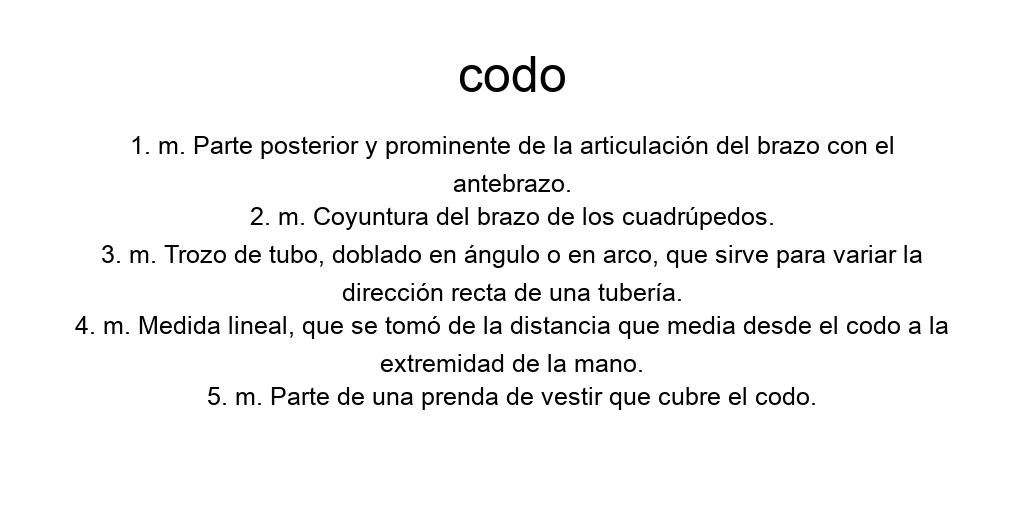 codo
1. m. Parte posterior y prominente de la articulación del brazo con el
antebrazo.
2. m. Coyuntura del brazo de los cuadrúpedos.
3. m. Trozo de tubo, doblado en ángulo o en arco, que sirve para variar la
dirección recta de una tubería.
4. m. Medida lineal, que se tomó de la distancia que media desde el codo a la
extremidad de la mano.
5. m. Parte de una prenda de vestir que cubre el codo.